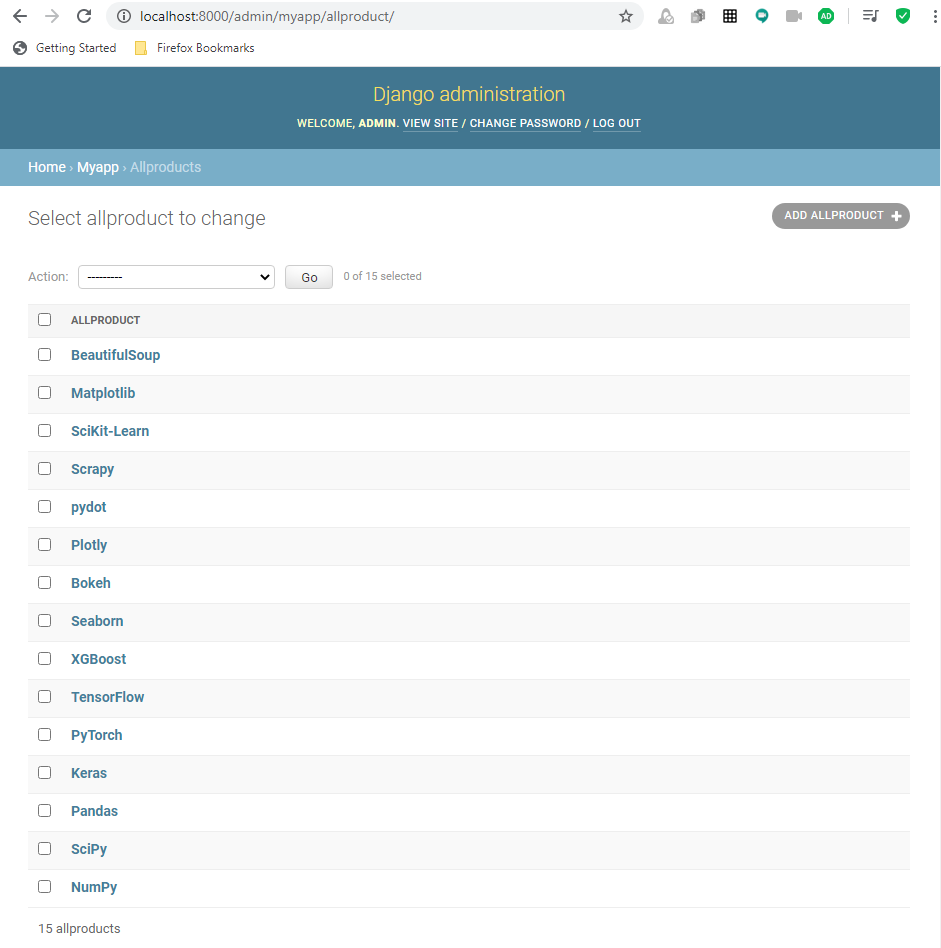 localhost:8000/admin/myapp/allproduct/
AD
Getting Started Firefox Bookmarks
Django administration
WELCOME, ADMIN. VIEW SITE / CHANGE PASSWORD / LOG OUT
Home › Myapp › Allproducts
Select allproduct to change
ADD ALLPRODUCT +
Action: --------- Go 0 of 15 selected
ALLPRODUCT
BeautifulSoup
Matplotlib
SciKit-Learn
Scrapy
pydot
Plotly
Bokeh
Seaborn
XGBoost
TensorFlow
PyTorch
Keras
Pandas
SciPy
NumPy
15 allproducts